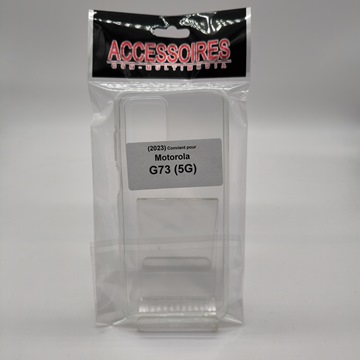 ACCESSOIRES
(2023) Convient pour
Motorola
G73 (5G)